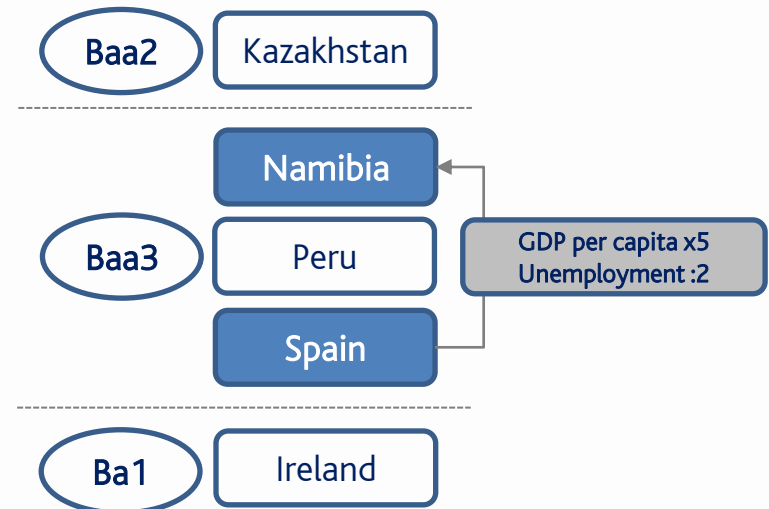 Baa2
Kazakhstan
Namibia
Baa3
Peru
GDP per capita x5
Unemployment :2
Spain
Ba1
Ireland